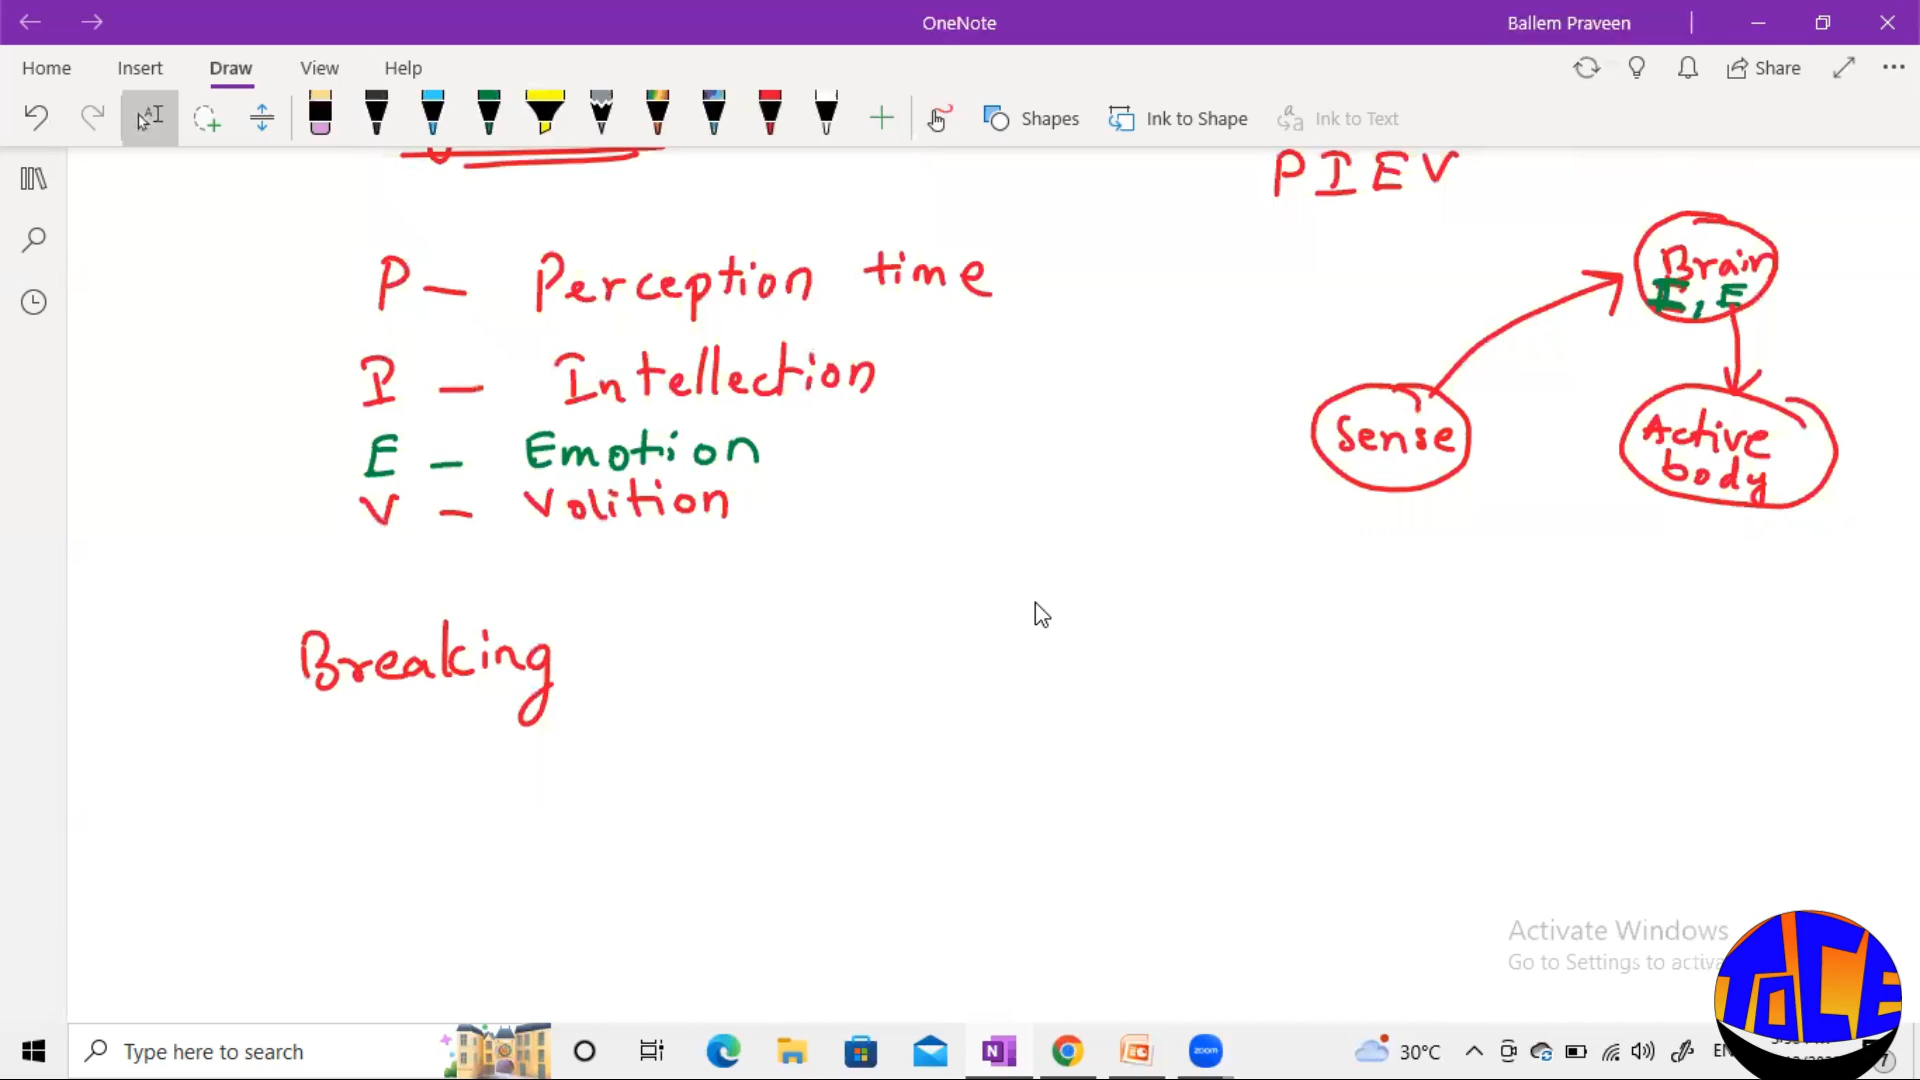 OneNote
Ballem Praveen
Home Insert Draw View Help
Share
Shapes Ink to Shape Ink to Text
PIEV
P — Perception time
I — Intellection
E — Emotion
V — Volition
Brain
I, E
Sense
Active
body
Breaking
Activate Windows
Go to Settings to activa
Type here to search
zoom
30°C